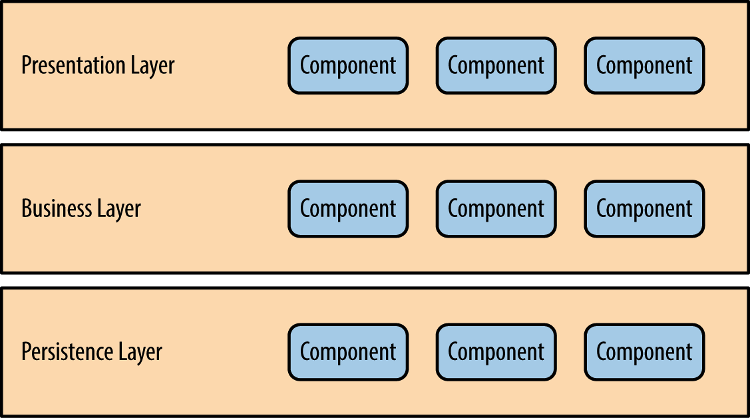 Presentation Layer
Component
Component
Component
Business Layer
Component
Component
Component
Persistence Layer
Component
Component
Component